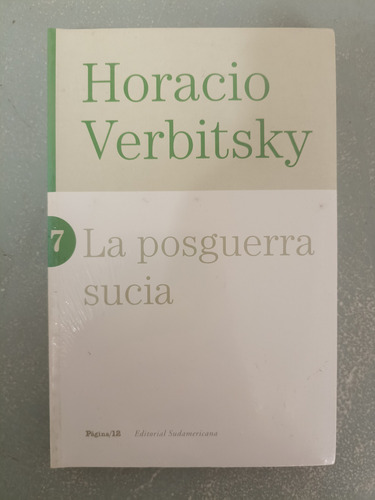 Horacio
Verbitsky
7
La posguerra
sucia
Página/12 Editorial Sudamericana